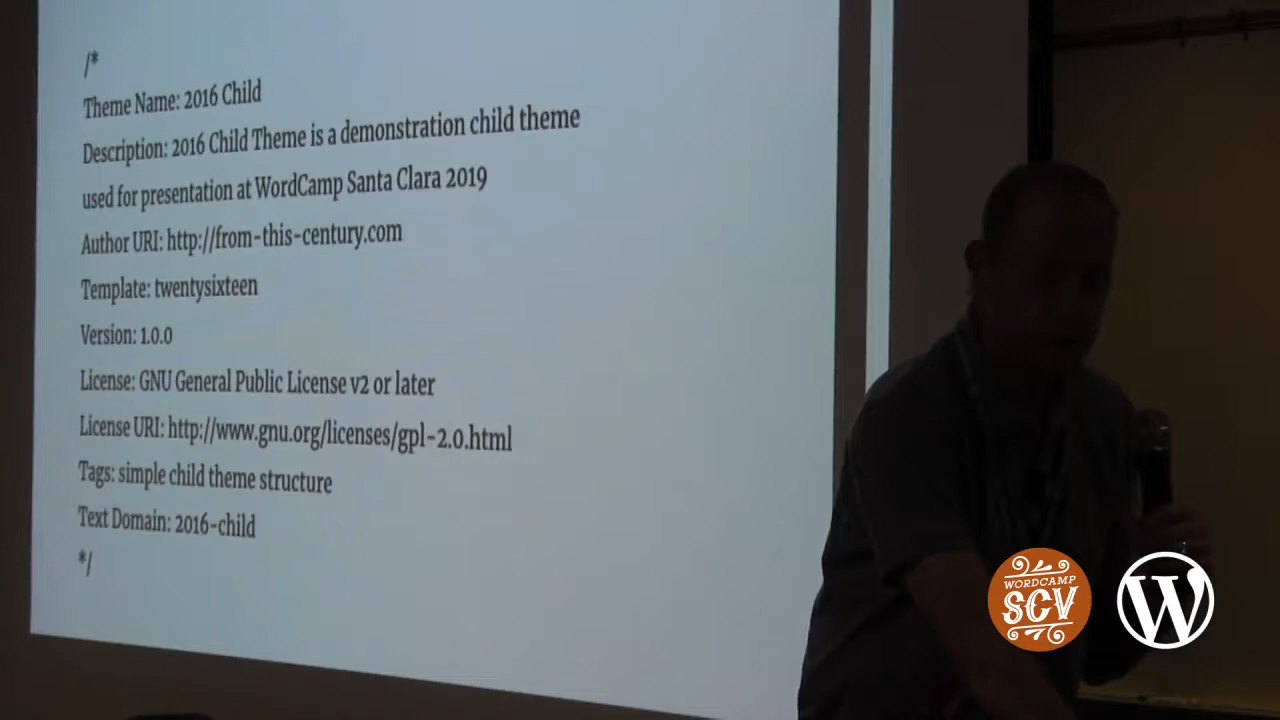 /*
Theme Name: 2016 Child
Description: 2016 Child Theme is a demonstration child theme
used for presentation at WordCamp Santa Clara 2019
Author URI: http://from-this-century.com
Template: twentysixteen
Version: 1.0.0
License: GNU General Public License v2 or later
License URI: http://www.gnu.org/licenses/gpl-2.0.html
Tags: simple child theme structure
Text Domain: 2016-child
*/
WORDCAMP
SCV
W